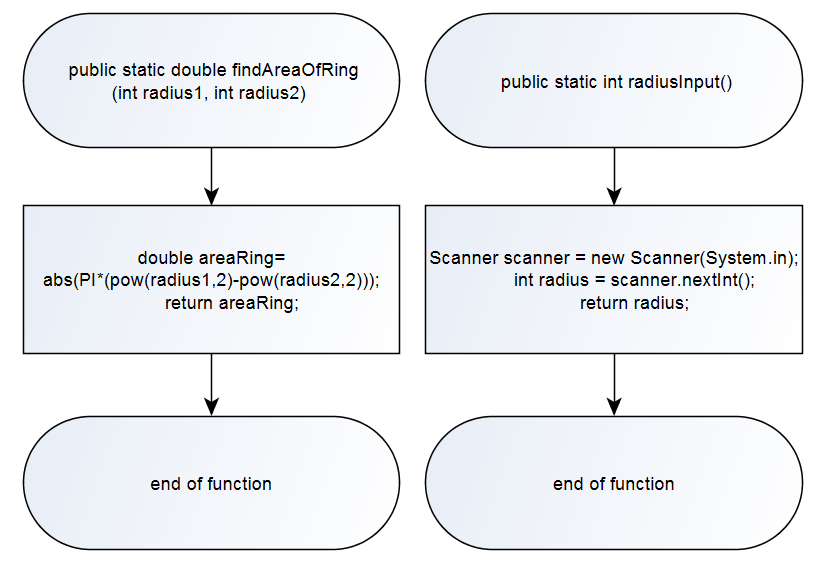 public static double findAreaOfRing
(int radius1, int radius2)
double areaRing=
abs(PI*(pow(radius1,2)-pow(radius2,2)));
return areaRing;
end of function
public static int radiusInput()
Scanner scanner = new Scanner(System.in);
int radius = scanner.nextInt();
return radius;
end of function